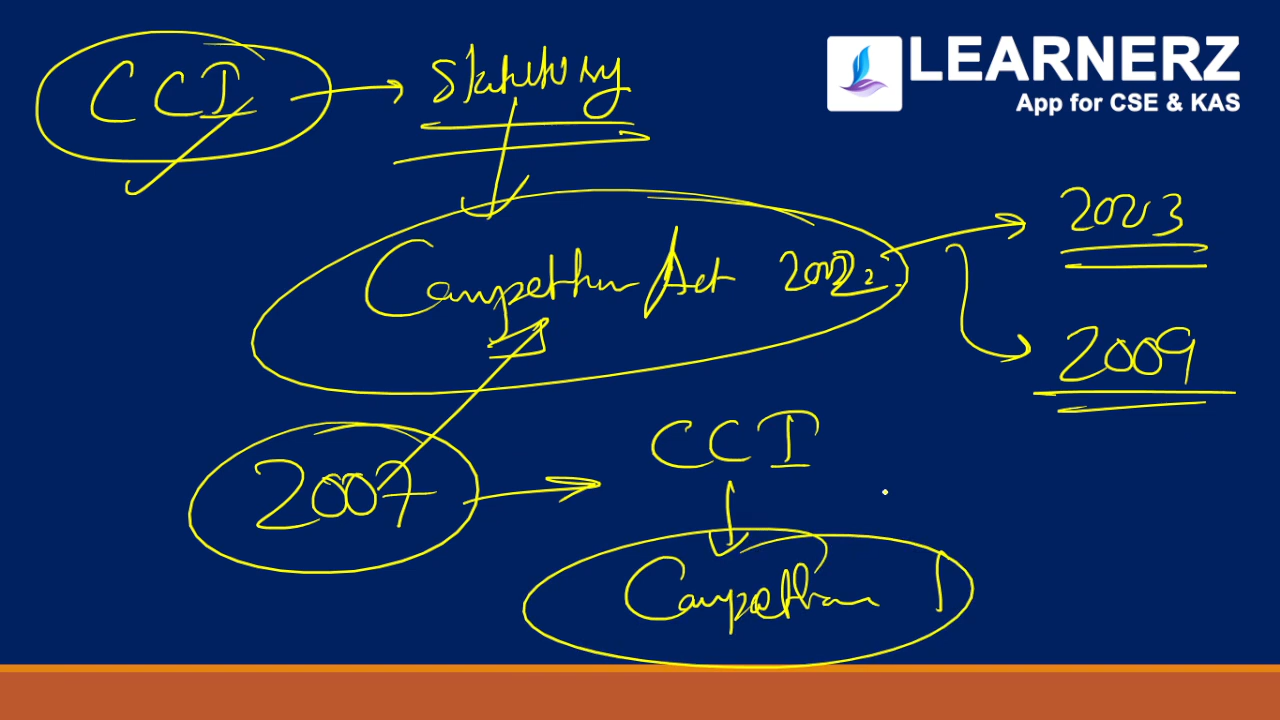 CCI → Statutory
LEARNERZ
App for CSE & KAS
Competition Act 2002
2023
2009
2007 → CCI
Competition